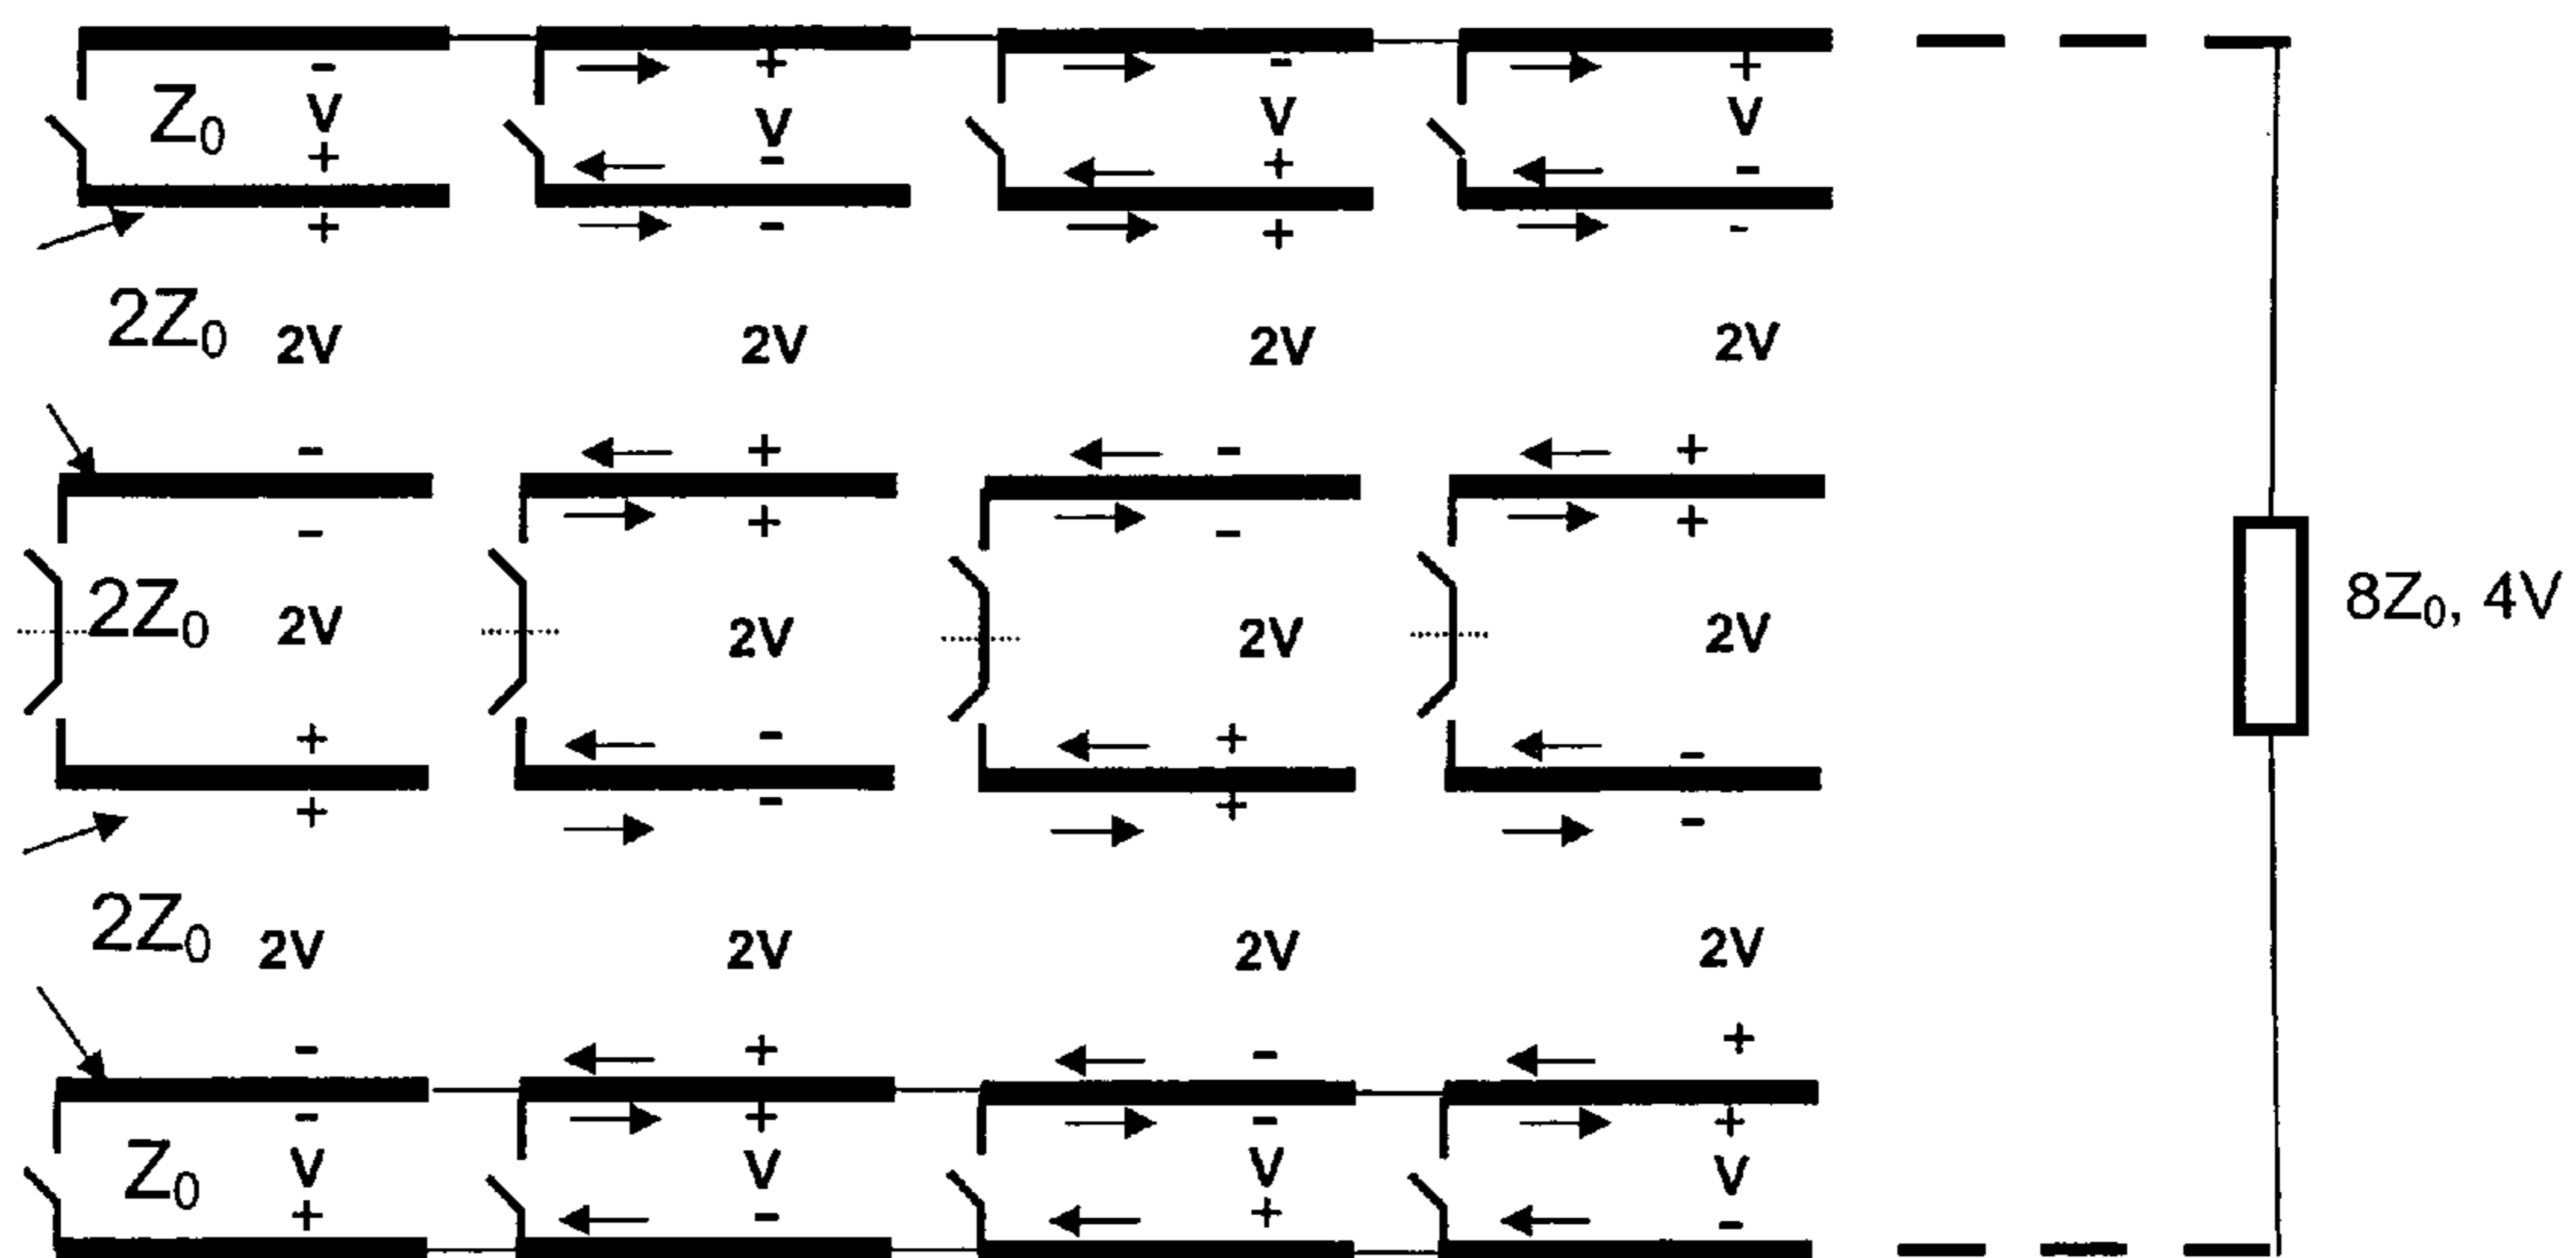 - + - +
Z₀ V V V V
+ - + -
+ - + -
2Z₀ 2V 2V 2V 2V
- + - +
- + - +
2Z₀ 2V 2V 2V 2V 8Z₀, 4V
+ - + -
+ - + -
2Z₀ 2V 2V 2V 2V
- + - +
- + - +
Z₀ V V V V
+ - + -